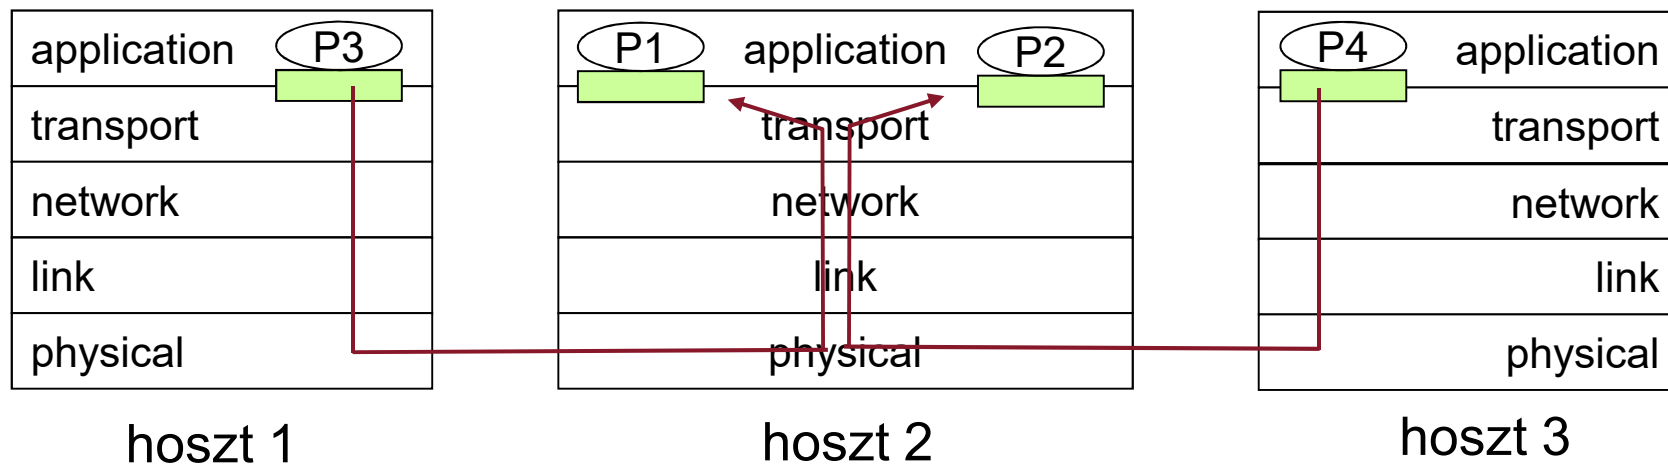 application P3
transport
network
link
physical
hoszt 1
P1 application P2
transport
network
link
physical
hoszt 2
P4 application
transport
network
link
physical
hoszt 3